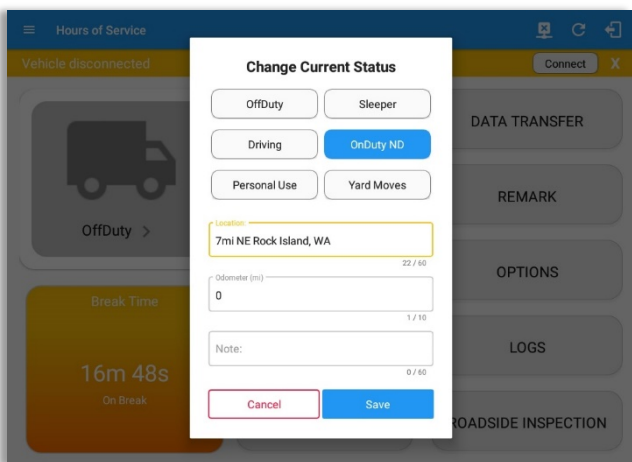 Hours of Service
Vehicle disconnected
Connect X
Change Current Status
OffDuty Sleeper
Driving OnDuty ND
Personal Use Yard Moves
Location:
7mi NE Rock Island, WA
22 / 60
Odometer (mi)
0
1 / 10
Note:
0 / 60
Cancel Save
OffDuty >
Break Time
16m 48s
On Break
DATA TRANSFER
REMARK
OPTIONS
LOGS
ROADSIDE INSPECTION